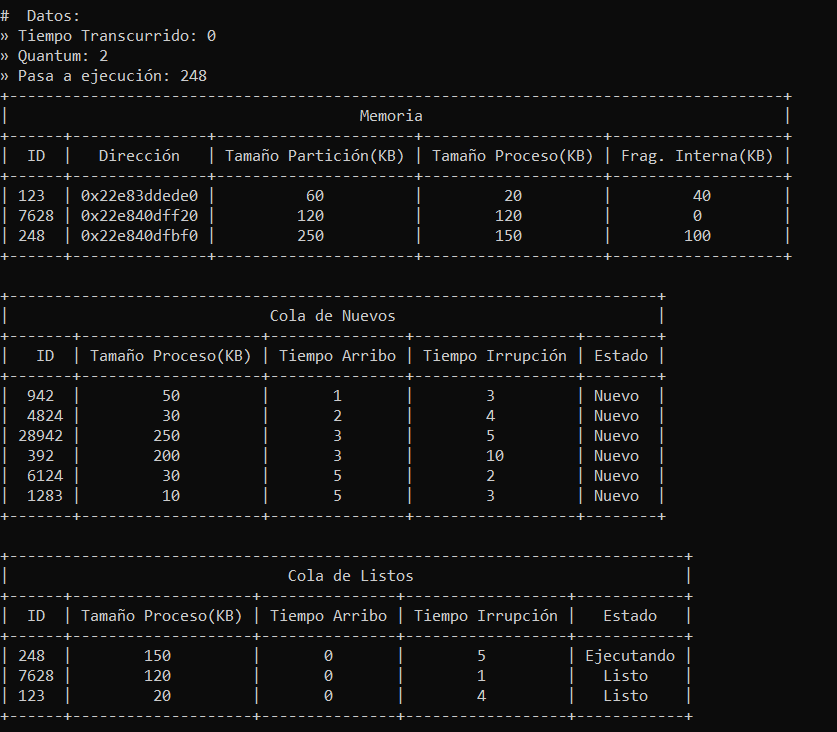 #  Datos:
» Tiempo Transcurrido: 0
» Quantum: 2
» Pasa a ejecución: 248
Memoria
| ID | Dirección | Tamaño Partición(KB) | Tamaño Proceso(KB) | Frag. Interna(KB) |
| 123 | 0x22e83ddede0 | 60 | 20 | 40 |
| 7628 | 0x22e840dff20 | 120 | 120 | 0 |
| 248 | 0x22e840dfbf0 | 250 | 150 | 100 |
Cola de Nuevos
| ID | Tamaño Proceso(KB) | Tiempo Arribo | Tiempo Irrupción | Estado |
| 942 | 50 | 1 | 3 | Nuevo |
| 4824 | 30 | 2 | 4 | Nuevo |
| 28942 | 250 | 3 | 5 | Nuevo |
| 392 | 200 | 3 | 10 | Nuevo |
| 6124 | 30 | 5 | 2 | Nuevo |
| 1283 | 10 | 5 | 3 | Nuevo |
Cola de Listos
| ID | Tamaño Proceso(KB) | Tiempo Arribo | Tiempo Irrupción | Estado |
| 248 | 150 | 0 | 5 | Ejecutando |
| 7628 | 120 | 0 | 1 | Listo |
| 123 | 20 | 0 | 4 | Listo |